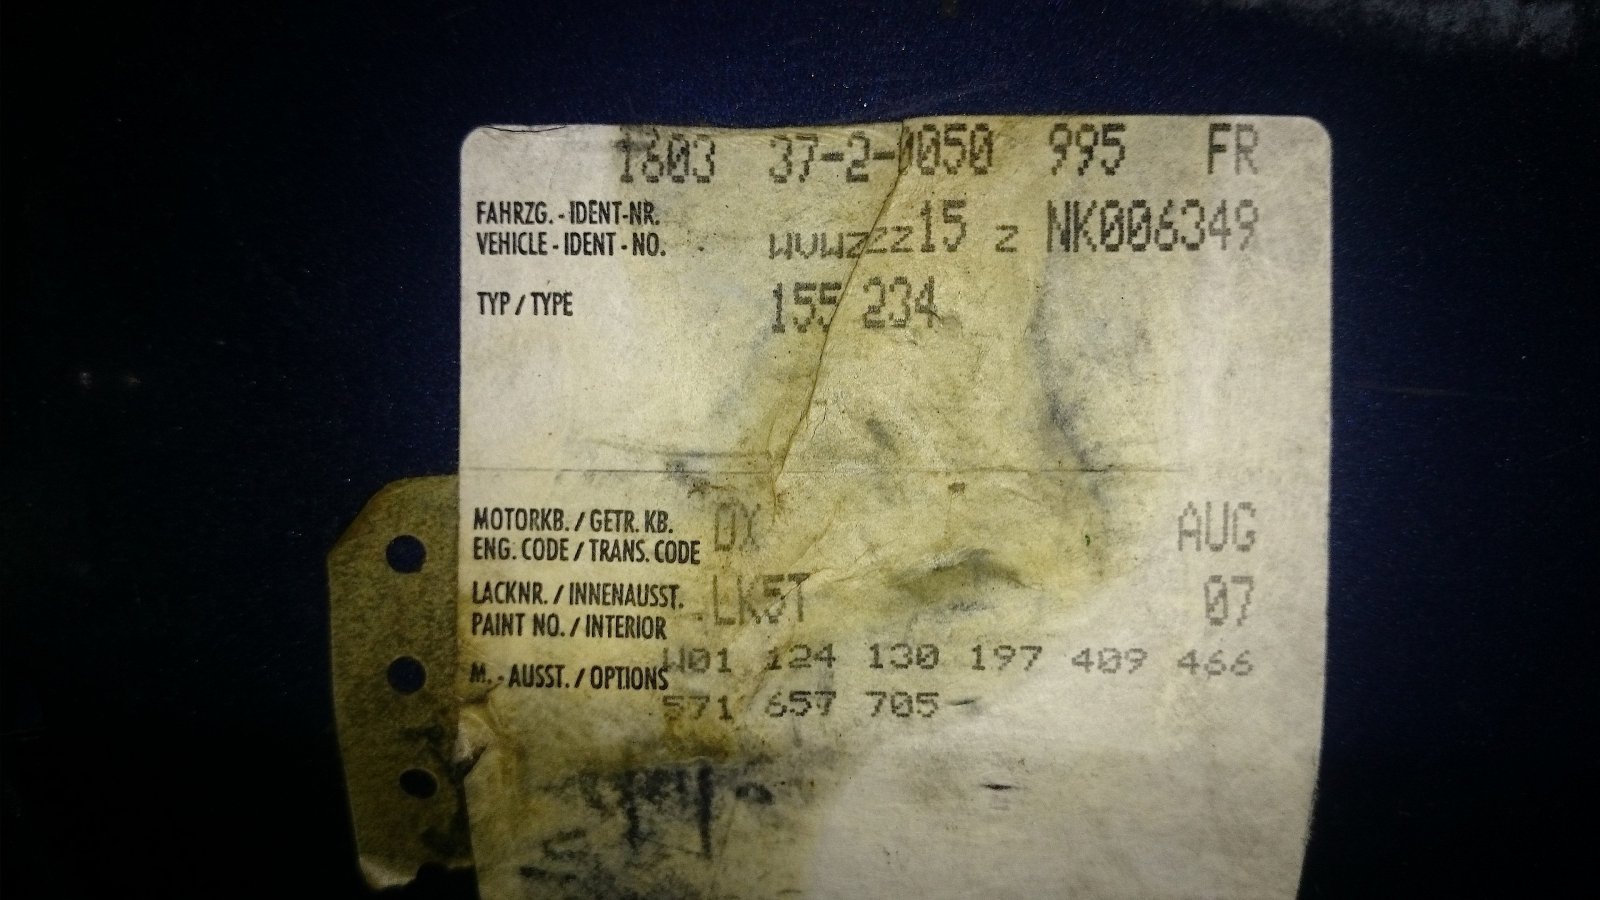 1603 37-2-0050 995 FR
FAHRZG. - IDENT-NR.
VEHICLE - IDENT - NO. WVWZZZ15 Z NK006349
TYP / TYPE 155 234
MOTORKB. / GETR. KB. DX AUG
ENG. CODE / TRANS. CODE
LACKNR. / INNENAUSST. LK5T 07
PAINT NO. / INTERIOR
W01 124 130 197 409 466
M. - AUSST. / OPTIONS
571 657 705-